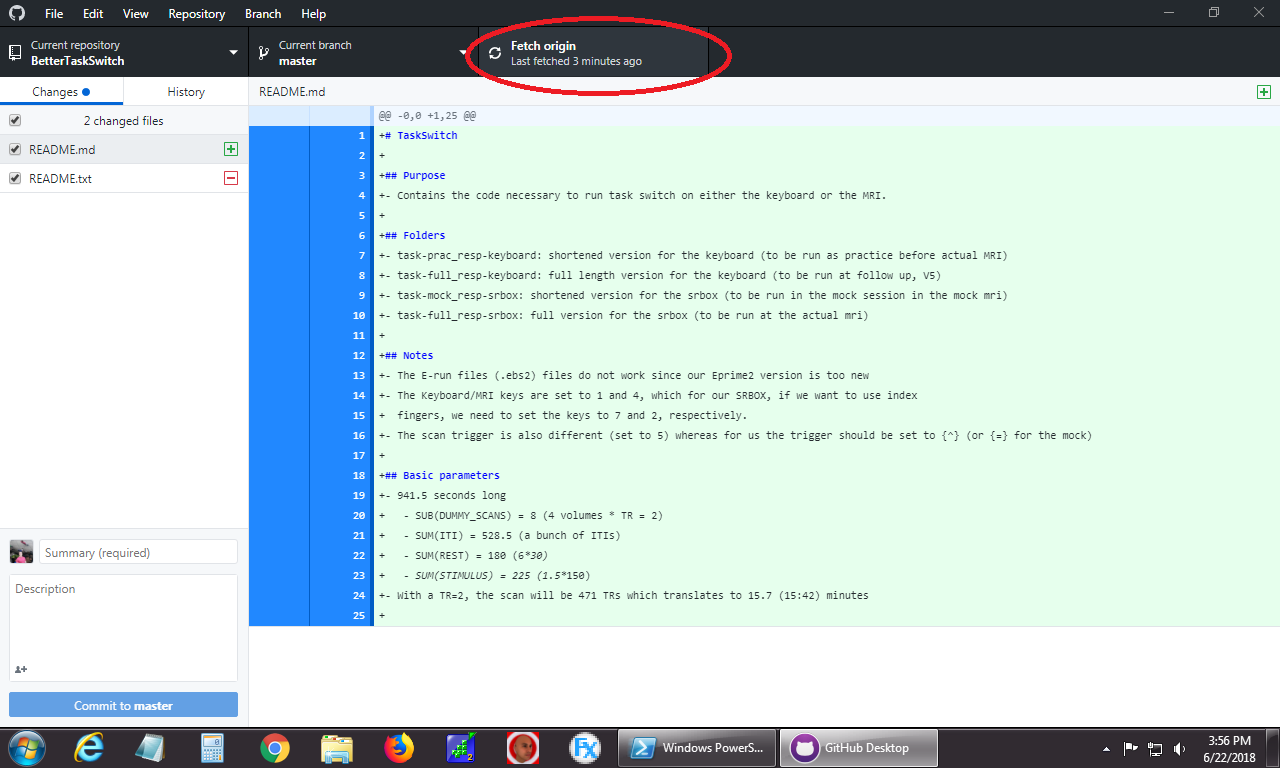 File Edit View Repository Branch Help
Current repository
BetterTaskSwitch
Current branch
master
Fetch origin
Last fetched 3 minutes ago
Changes
History
README.md
2 changed files
README.md
README.txt
@@ -0,0 +1,25 @@
1 +# TaskSwitch
2 +
3 +## Purpose
4 +- Contains the code necessary to run task switch on either the keyboard or the MRI.
5 +
6 +## Folders
7 +- task-prac_resp-keyboard: shortened version for the keyboard (to be run as practice before actual MRI)
8 +- task-full_resp-keyboard: full length version for the keyboard (to be run at follow up, V5)
9 +- task-mock_resp-srbox: shortened version for the srbox (to be run in the mock session in the mock mri)
10 +- task-full_resp-srbox: full version for the srbox (to be run at the actual mri)
11 +
12 +## Notes
13 +- The E-run files (.ebs2) files do not work since our Eprime2 version is too new
14 +- The Keyboard/MRI keys are set to 1 and 4, which for our SRBOX, if we want to use index
15 + fingers, we need to set the keys to 7 and 2, respectively.
16 +- The scan trigger is also different (set to 5) whereas for us the trigger should be set to {^} (or {=} for the mock)
17 +
18 +## Basic parameters
19 +- 941.5 seconds long
20 + - SUB(DUMMY_SCANS) = 8 (4 volumes * TR = 2)
21 + - SUM(ITI) = 528.5 (a bunch of ITIs)
22 + - SUM(REST) = 180 (6*30)
23 + - SUM(STIMULUS) = 225 (1.5*150)
24 +- With a TR=2, the scan will be 471 TRs which translates to 15.7 (15:42) minutes
25 +
Summary (required)
Description
Commit to master
2
Fx
Windows PowerS...
GitHub Desktop
3:56 PM
6/22/2018